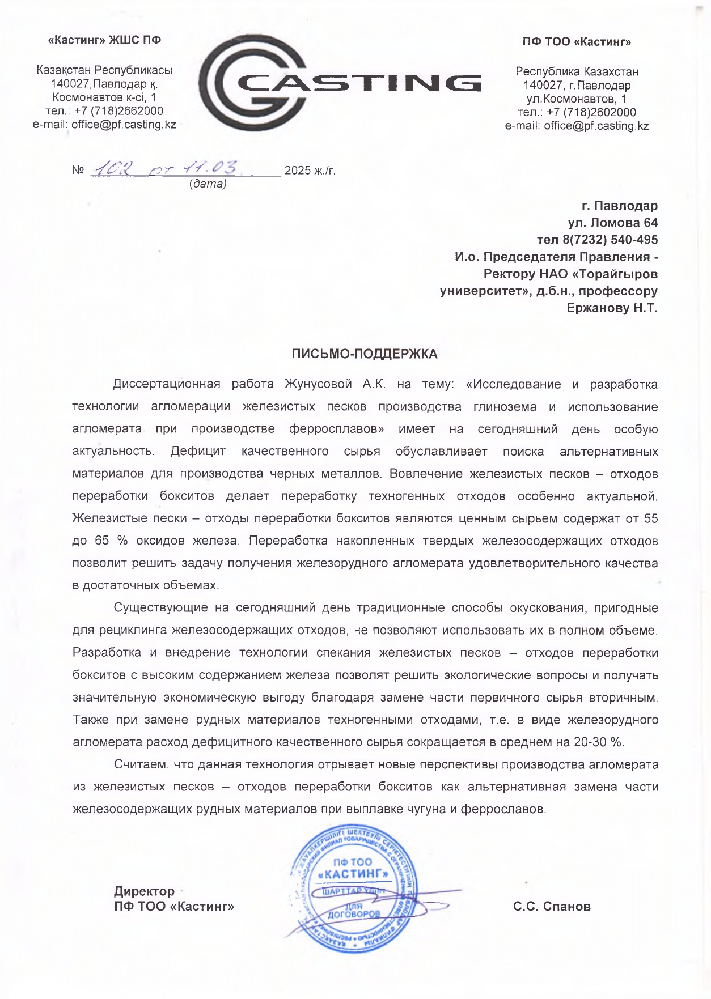 «Кастинг» ЖШС ПФ
Казақстан Республикасы
140027,Павлодар қ.
Космонавтов к-сі, 1
тел.: +7 (718)2662000
e-mail: office@pf.casting.kz
CASTING
ПФ ТОО «Кастинг»
Республика Казахстан
140027, г.Павлодар
ул.Космонавтов, 1
тел.: +7 (718)2602000
e-mail: office@pf.casting.kz
№ 102 от 11.03. 2025 ж./г.
(дата)
г. Павлодар
ул. Ломова 64
тел 8(7232) 540-495
И.о. Председателя Правления -
Ректору НАО «Торайгыров
университет», д.б.н., профессору
Ержанову Н.Т.
ПИСЬМО-ПОДДЕРЖКА
Диссертационная работа Жунусовой А.К. на тему: «Исследование и разработка
технологии агломерации железистых песков производства глинозема и использование
агломерата при производстве ферросплавов» имеет на сегодняшний день особую
актуальность. Дефицит качественного сырья обуславливает поиска альтернативных
материалов для производства черных металлов. Вовлечение железистых песков – отходов
переработки бокситов делает переработку техногенных отходов особенно актуальной.
Железистые пески – отходы переработки бокситов являются ценным сырьем содержат от 55
до 65 % оксидов железа. Переработка накопленных твердых железосодержащих отходов
позволит решить задачу получения железорудного агломерата удовлетворительного качества
в достаточных объемах.
Существующие на сегодняшний день традиционные способы окускования, пригодные
для рециклинга железосодержащих отходов, не позволяют использовать их в полном объеме.
Разработка и внедрение технологии спекания железистых песков – отходов переработки
бокситов с высоким содержанием железа позволят решить экологические вопросы и получать
значительную экономическую выгоду благодаря замене части первичного сырья вторичным.
Также при замене рудных материалов техногенными отходами, т.е. в виде железорудного
агломерата расход дефицитного качественного сырья сокращается в среднем на 20-30 %.
Считаем, что данная технология отрывает новые перспективы производства агломерата
из железистых песков – отходов переработки бокситов как альтернативная замена части
железосодержащих рудных материалов при выплавке чугуна и феррославов.
ПФ ТОО
«КАСТИНГ»
ШАРТТАР ҮШІН
ДЛЯ
ДОГОВОРОВ
Директор
ПФ ТОО «Кастинг»
С.С. Спанов